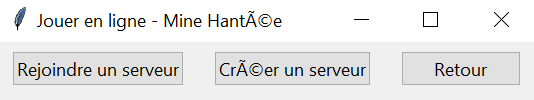 Jouer en ligne - Mine HantÃ©e
Rejoindre un serveur CrÃ©er un serveur Retour